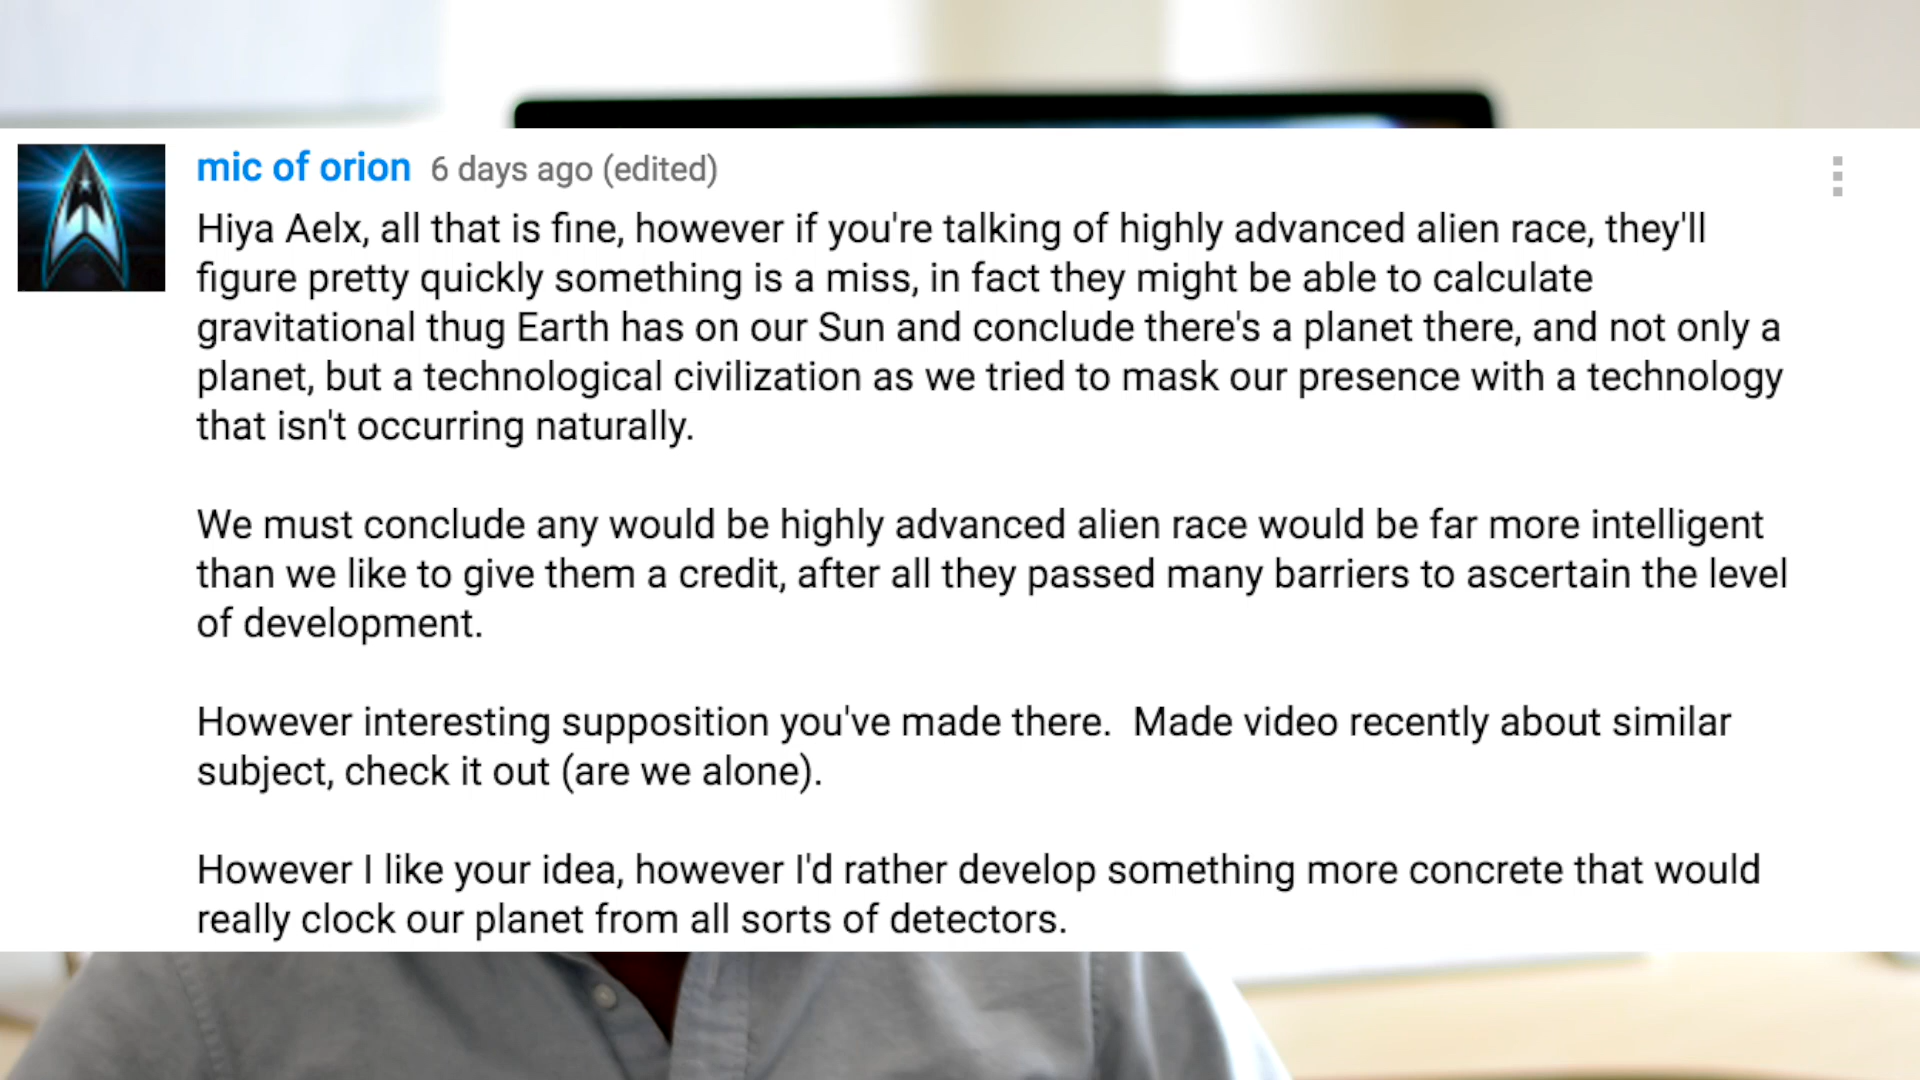 mic of orion 6 days ago (edited)
Hiya Aelx, all that is fine, however if you're talking of highly advanced alien race, they'll
figure pretty quickly something is a miss, in fact they might be able to calculate
gravitational thug Earth has on our Sun and conclude there's a planet there, and not only a
planet, but a technological civilization as we tried to mask our presence with a technology
that isn't occurring naturally.
We must conclude any would be highly advanced alien race would be far more intelligent
than we like to give them a credit, after all they passed many barriers to ascertain the level
of development.
However interesting supposition you've made there.  Made video recently about similar
subject, check it out (are we alone).
However I like your idea, however I'd rather develop something more concrete that would
really clock our planet from all sorts of detectors.